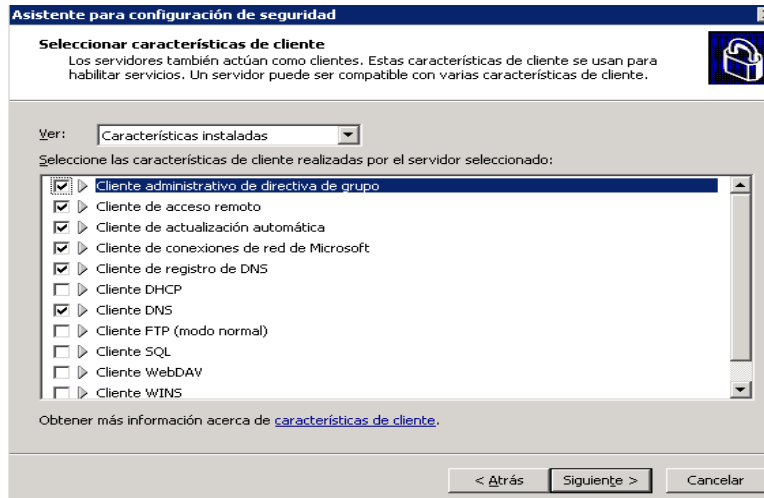 Asistente para configuración de seguridad
Seleccionar características de cliente
Los servidores también actúan como clientes. Estas características de cliente se usan para
habilitar servicios. Un servidor puede ser compatible con varias características de cliente.
Ver:
Características instaladas
Seleccione las características de cliente realizadas por el servidor seleccionado:
Cliente administrativo de directiva de grupo
Cliente de acceso remoto
Cliente de actualización automática
Cliente de conexiones de red de Microsoft
Cliente de registro de DNS
Cliente DHCP
Cliente DNS
Cliente FTP (modo normal)
Cliente SQL
Cliente WebDAV
Cliente WINS
Obtener más información acerca de características de cliente.
< Atrás
Siguiente >
Cancelar